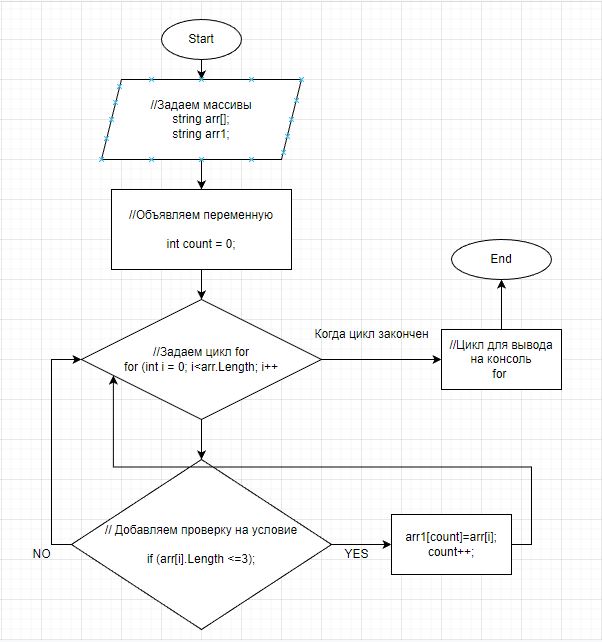 Start
//Задаем массивы
string arr[];
string arr1;
//Объявляем переменную
int count = 0;
End
Когда цикл закончен
//Задаем цикл for
for (int i = 0; i<arr.Length; i++
//Цикл для вывода
на консоль
for
// Добавляем проверку на условие
if (arr[i].Length <=3);
NO
YES
arr1[count]=arr[i];
count++;